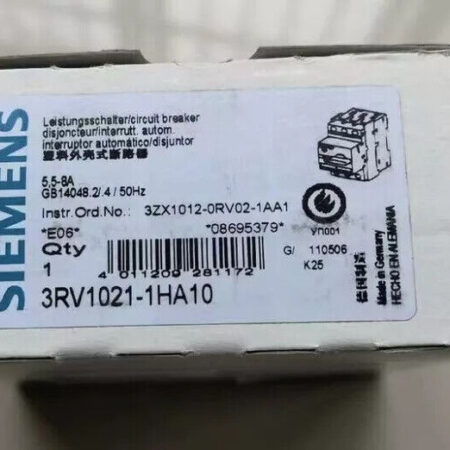 SIEMENS
Leistungsschalter/circuit breaker
disjoncteur/interrutt. autom.
interruptor automático/disjuntor
塑料外壳式断路器
5,5-8A
GB14048.2/.4 / 50Hz
Instr.Ord.No.: 3ZX1012-0RV02-1AA1
*E06* *08695379*
Qty
1
4 011209 281172
3RV1021-1HA10
УП001
G/ 110506
K25
德国制造
Made in Germany
HECHO EN ALEMANIA